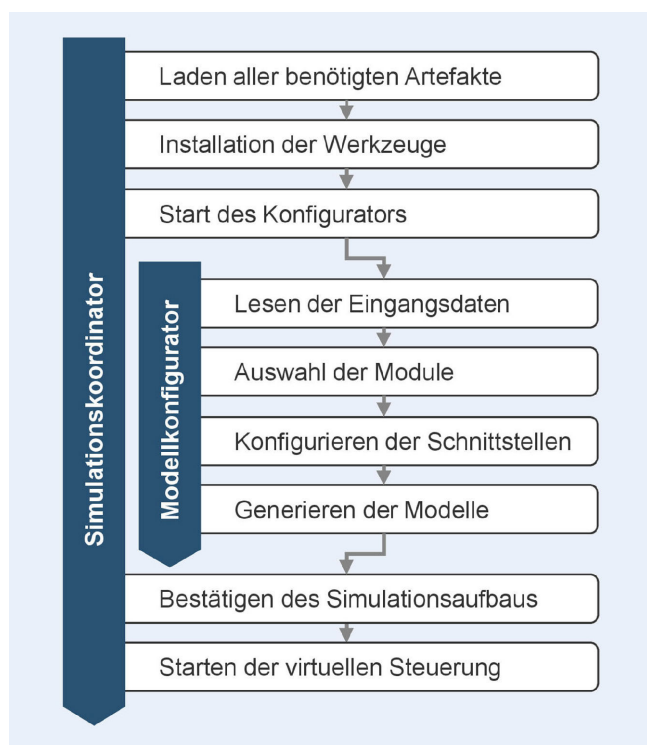 Simulationskoordinator
Laden aller benötigten Artefakte
Installation der Werkzeuge
Start des Konfigurators
Modellkonfigurator
Lesen der Eingangsdaten
Auswahl der Module
Konfigurieren der Schnittstellen
Generieren der Modelle
Bestätigen des Simulationsaufbaus
Starten der virtuellen Steuerung